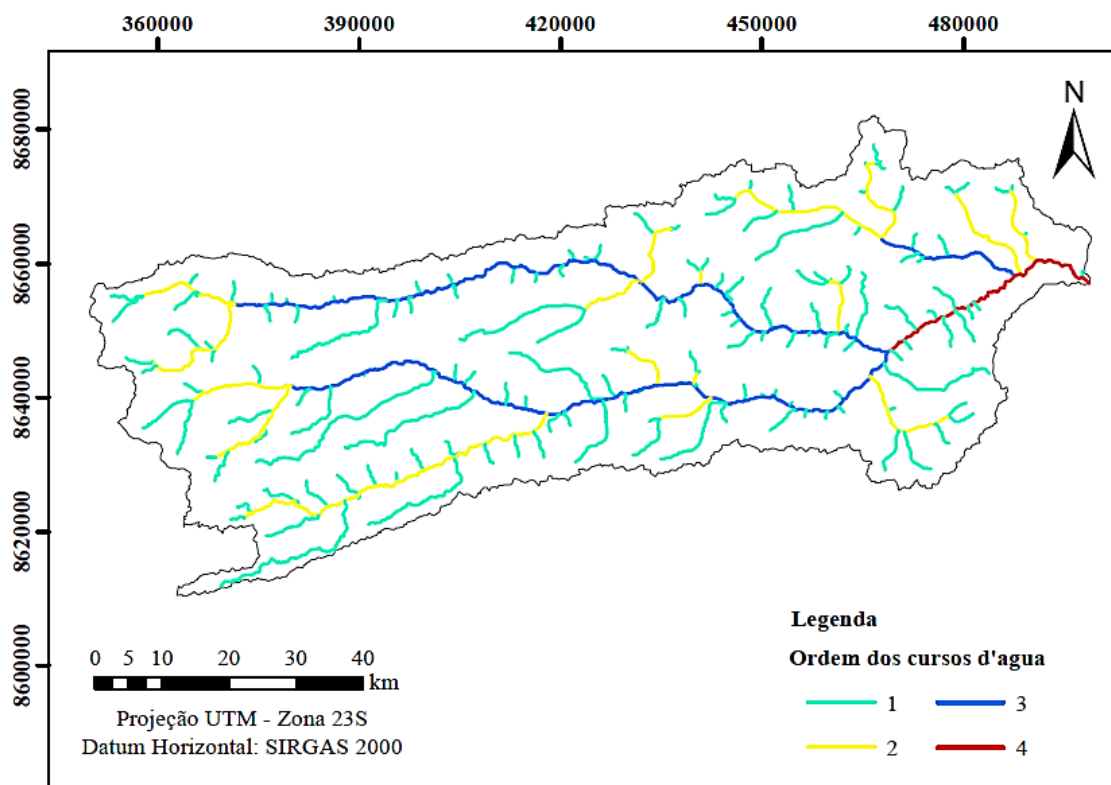 360000 390000 420000 450000 480000
N
8680000
8660000
8640000
8620000
8600000
0 5 10 20 30 40
km
Projeção UTM - Zona 23S
Datum Horizontal: SIRGAS 2000
Legenda
Ordem dos cursos d'agua
1 3
2 4